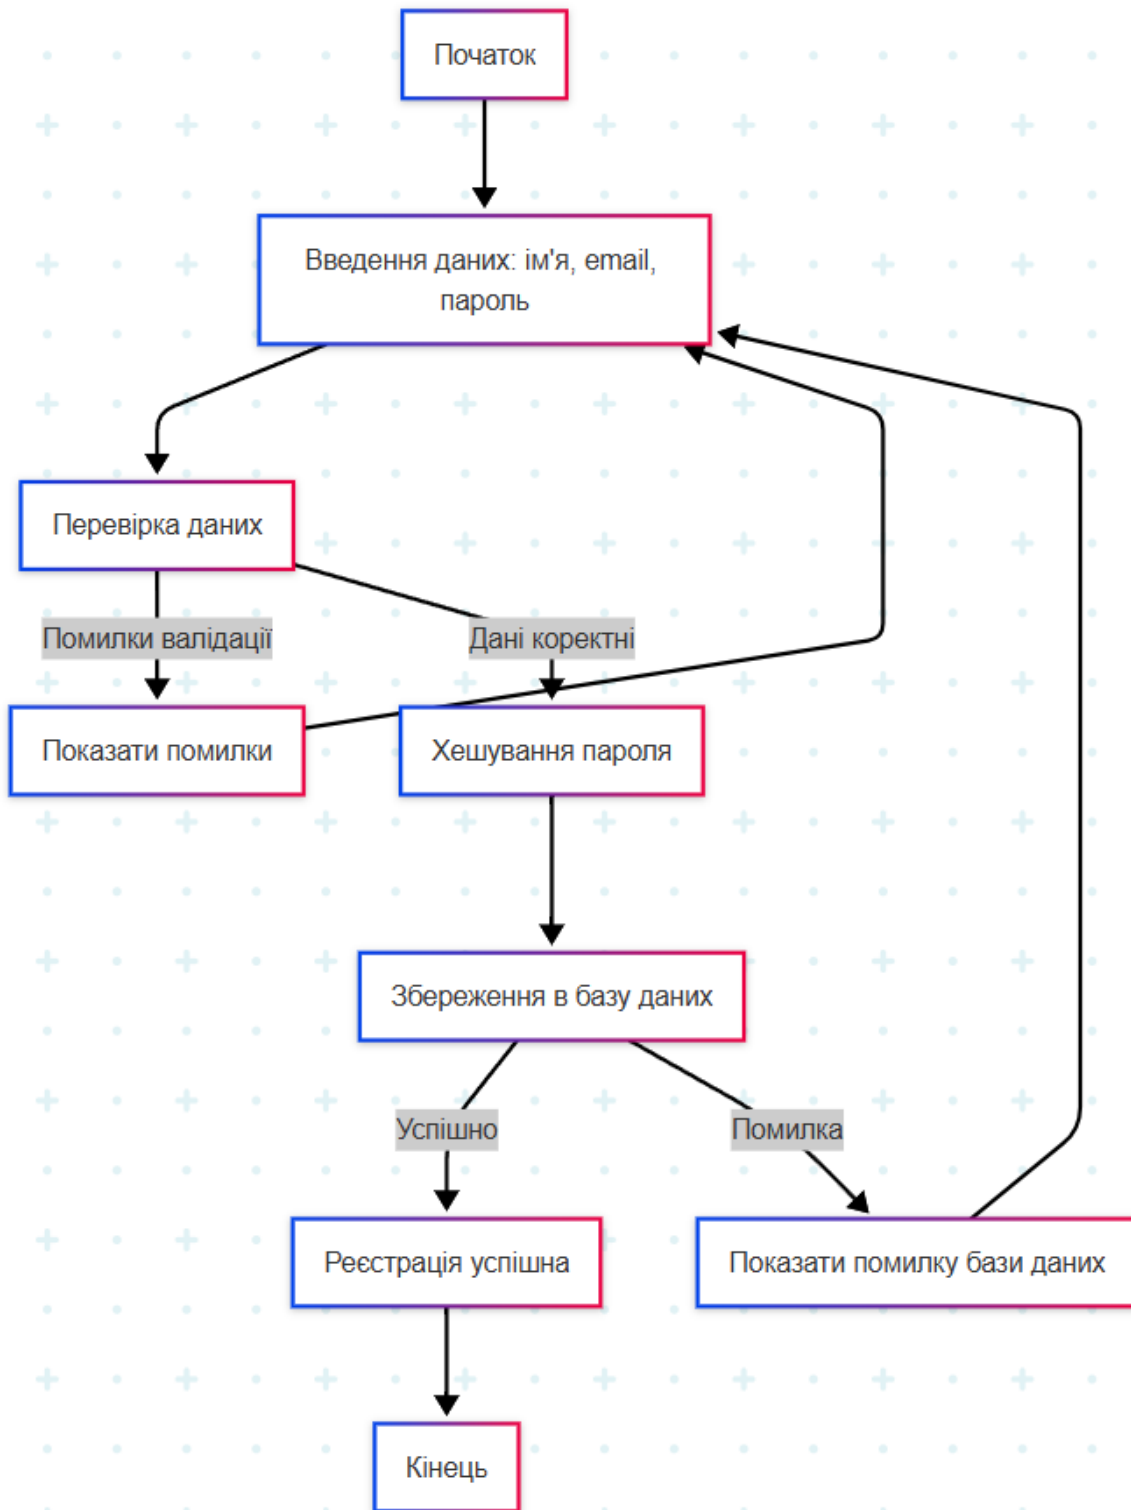 Початок
Введення даних: ім'я, email,
пароль
Перевірка даних
Помилки валідації
Дані коректні
Показати помилки
Хешування пароля
Збереження в базу даних
Успішно
Помилка
Реєстрація успішна
Показати помилку бази даних
Кінець